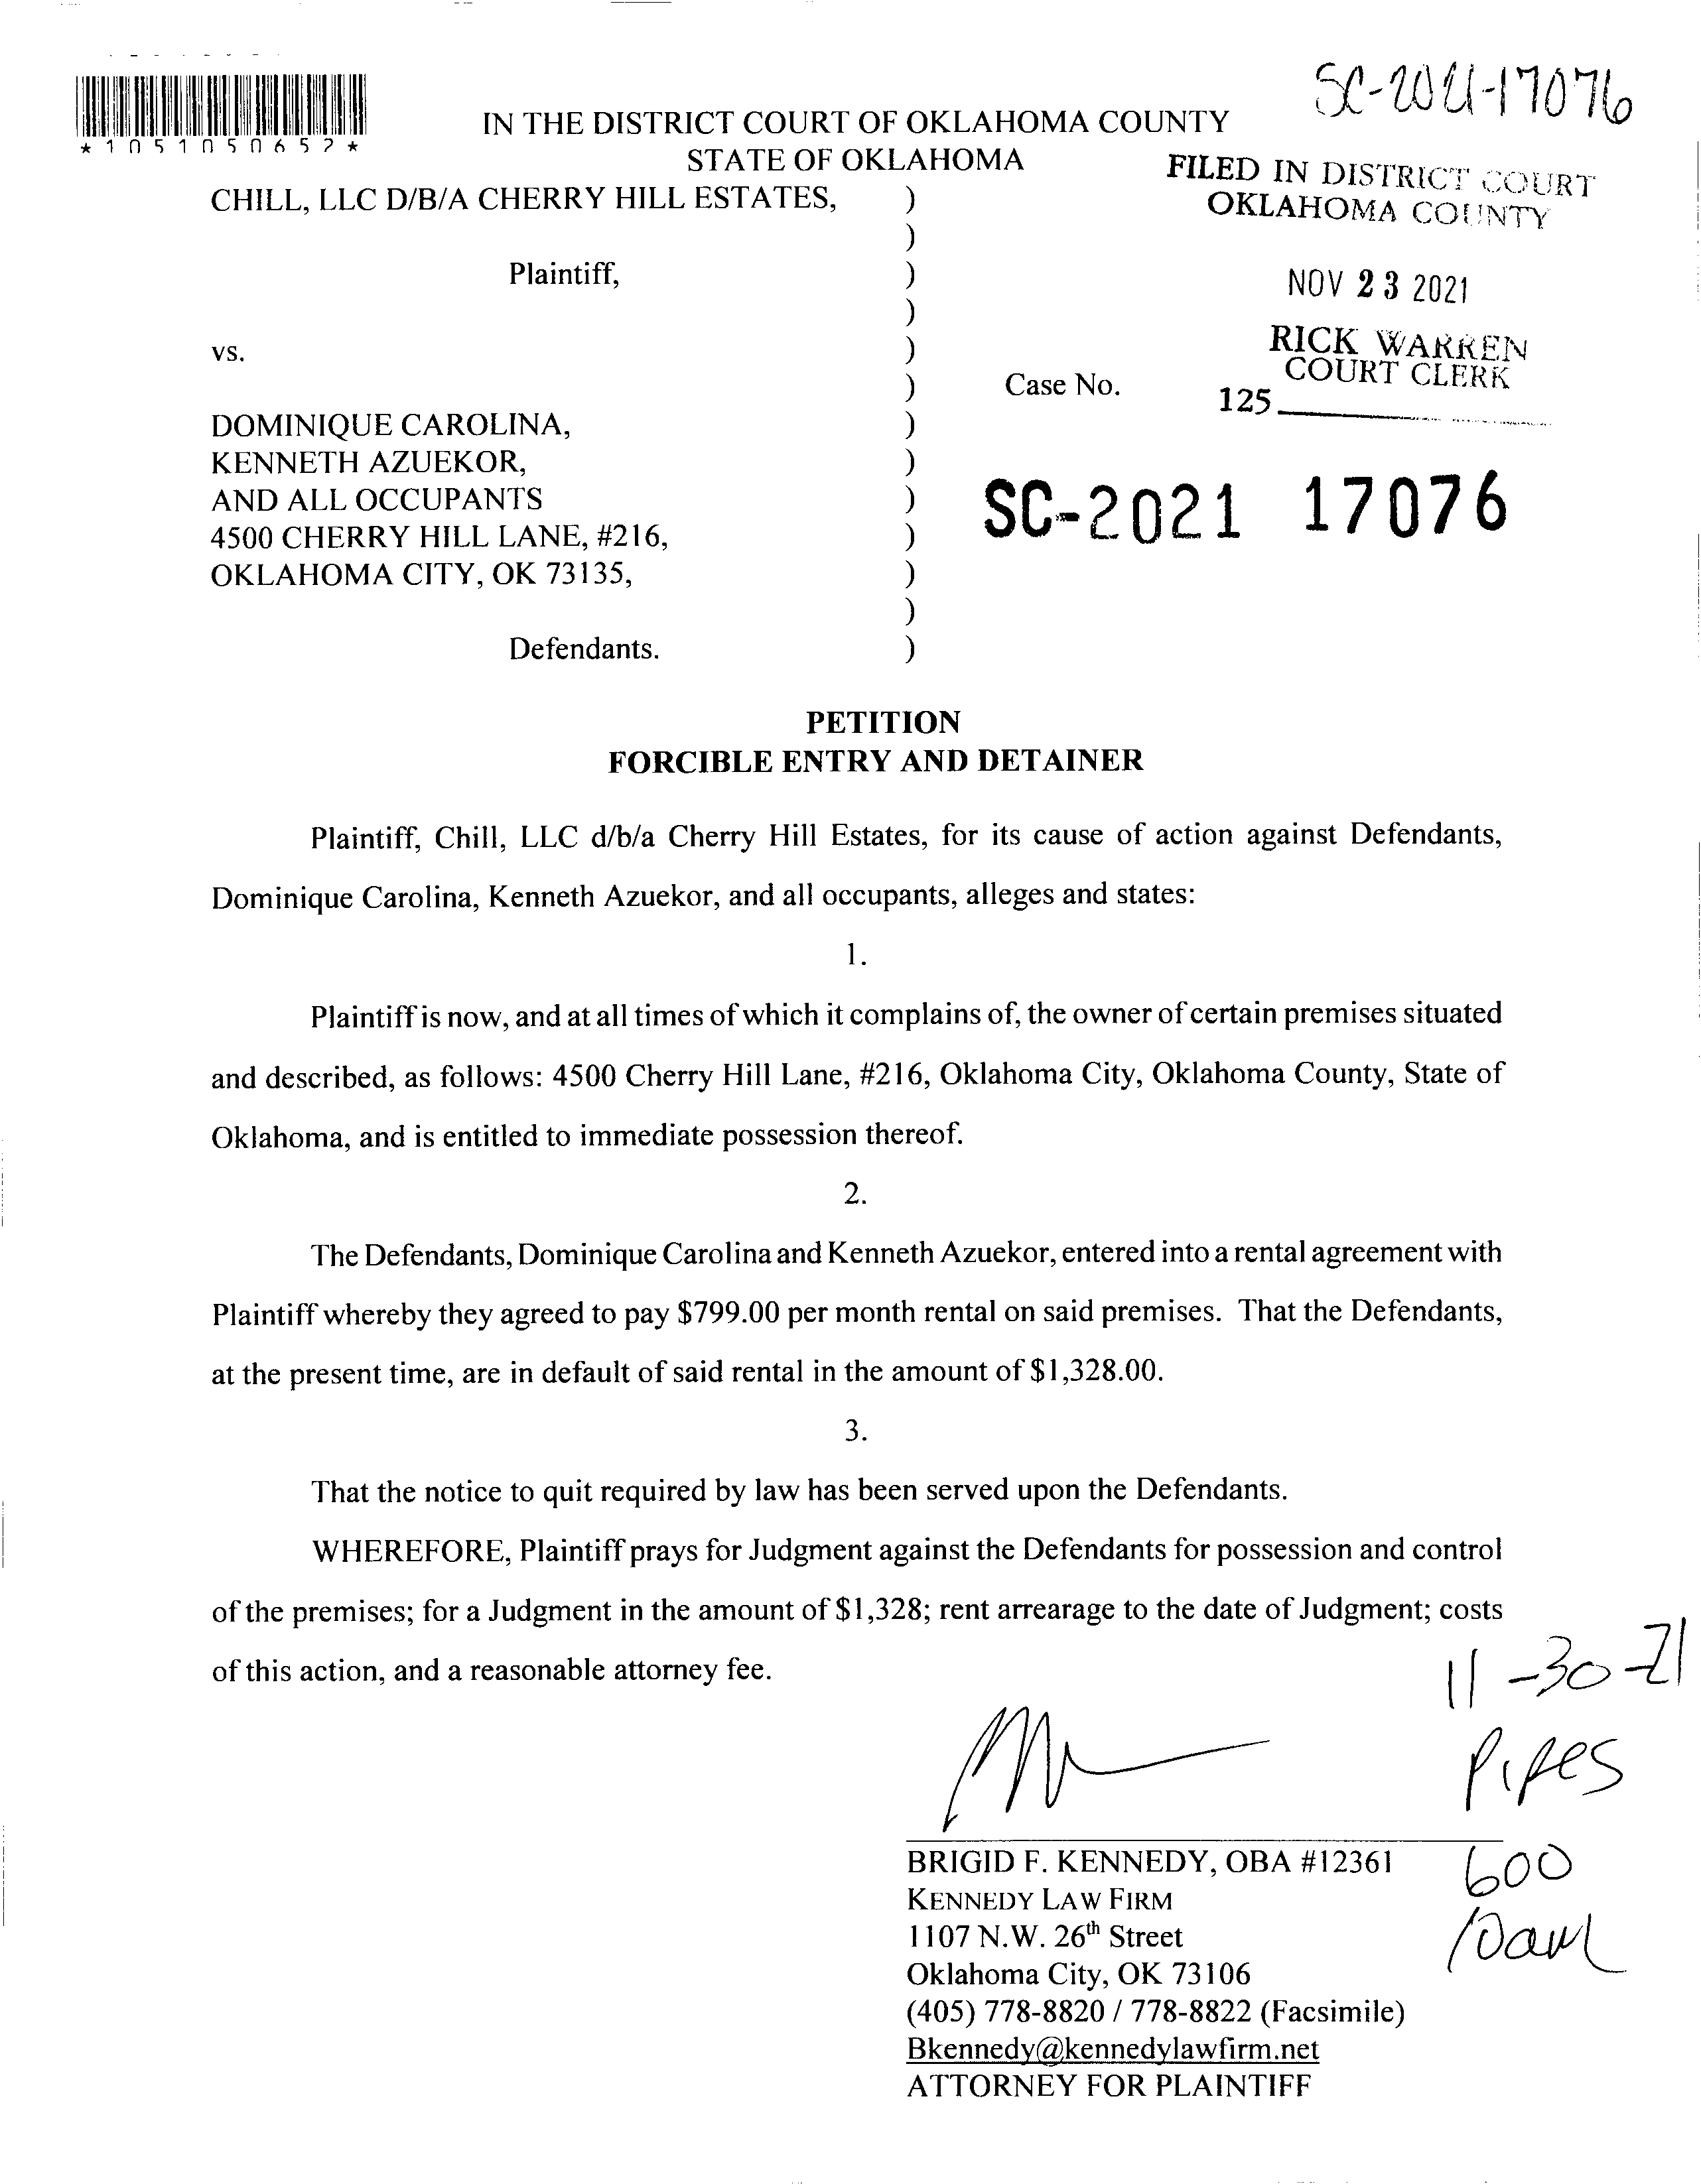 SC-2021-17076
*1051050652*
IN THE DISTRICT COURT OF OKLAHOMA COUNTY
STATE OF OKLAHOMA
FILED IN DISTRICT COURT
OKLAHOMA COUNTY
CHILL, LLC D/B/A CHERRY HILL ESTATES, )
)
Plaintiff, )
NOV 23 2021
)
RICK WARREN
COURT CLERK
vs. )
) Case No.
125
DOMINIQUE CAROLINA, )
KENNETH AZUEKOR, )
AND ALL OCCUPANTS )
SC-2021 17076
4500 CHERRY HILL LANE, #216, )
OKLAHOMA CITY, OK 73135, )
)
Defendants. )
PETITION
FORCIBLE ENTRY AND DETAINER
Plaintiff, Chill, LLC d/b/a Cherry Hill Estates, for its cause of action against Defendants,
Dominique Carolina, Kenneth Azuekor, and all occupants, alleges and states:
1.
Plaintiff is now, and at all times of which it complains of, the owner of certain premises situated
and described, as follows: 4500 Cherry Hill Lane, #216, Oklahoma City, Oklahoma County, State of
Oklahoma, and is entitled to immediate possession thereof.
2.
The Defendants, Dominique Carolina and Kenneth Azuekor, entered into a rental agreement with
Plaintiff whereby they agreed to pay $799.00 per month rental on said premises. That the Defendants,
at the present time, are in default of said rental in the amount of $1,328.00.
3.
That the notice to quit required by law has been served upon the Defendants.
WHEREFORE, Plaintiff prays for Judgment against the Defendants for possession and control
of the premises; for a Judgment in the amount of $1,328; rent arrearage to the date of Judgment; costs
of this action, and a reasonable attorney fee.
11-30-21
Pipes
600
10am
BRIGID F. KENNEDY, OBA #12361
KENNEDY LAW FIRM
1107 N.W. 26th Street
Oklahoma City, OK 73106
(405) 778-8820 / 778-8822 (Facsimile)
Bkennedy@kennedylawfirm.net
ATTORNEY FOR PLAINTIFF